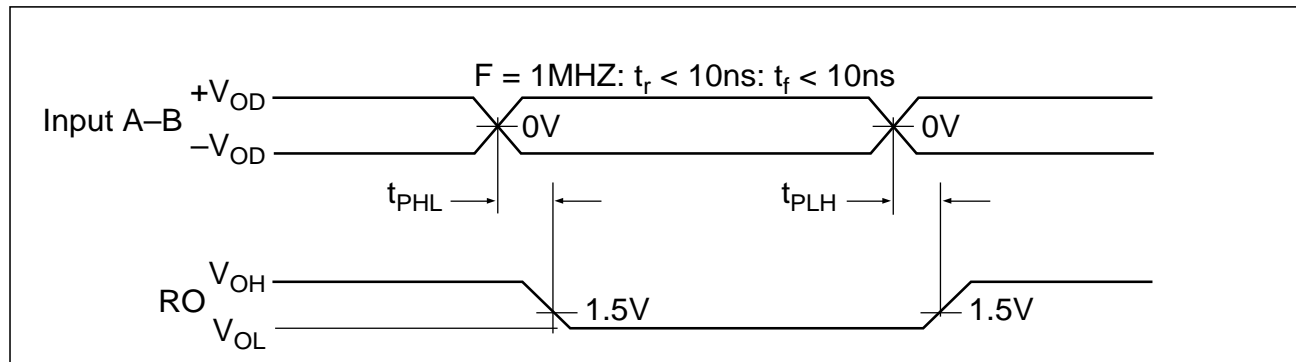 F = 1MHZ: tr < 10ns: tf < 10ns
+VOD
Input A–B
0V
0V
–VOD
tPHL
tPLH
VOH
RO
1.5V
1.5V
VOL